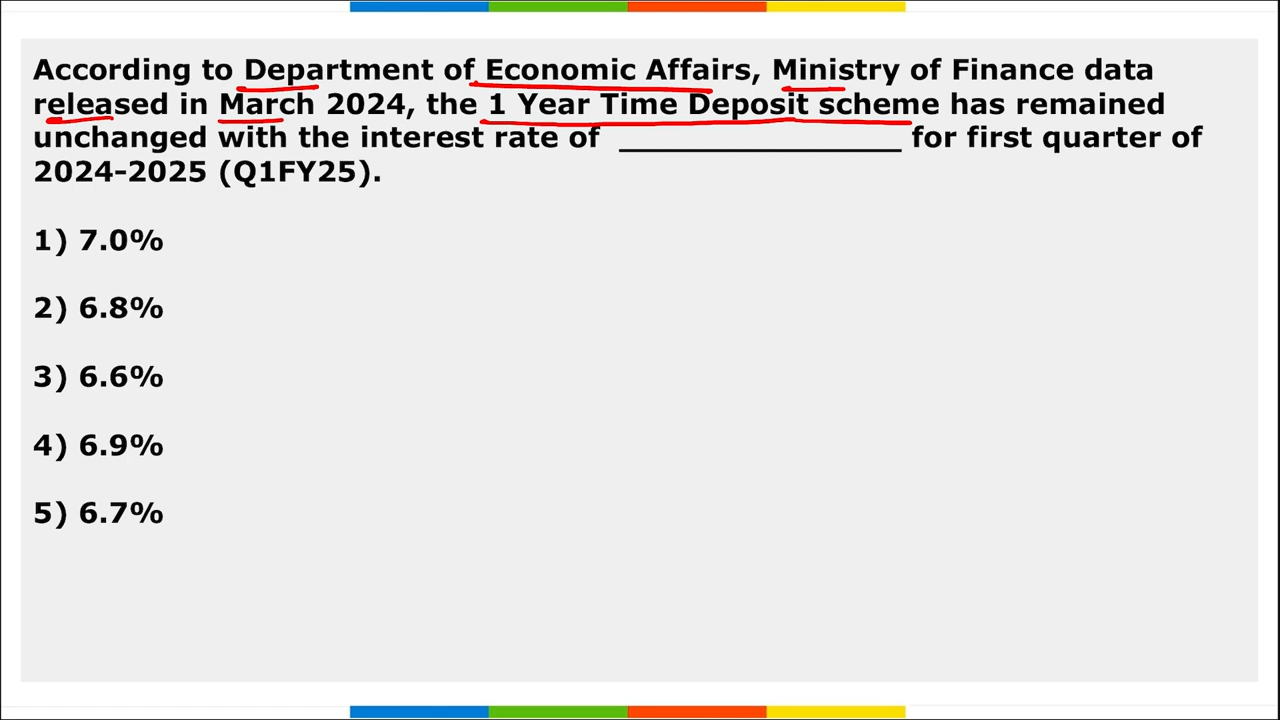 According to Department of Economic Affairs, Ministry of Finance data
released in March 2024, the 1 Year Time Deposit scheme has remained
unchanged with the interest rate of _________________ for first quarter of
2024-2025 (Q1FY25).
1) 7.0%
2) 6.8%
3) 6.6%
4) 6.9%
5) 6.7%